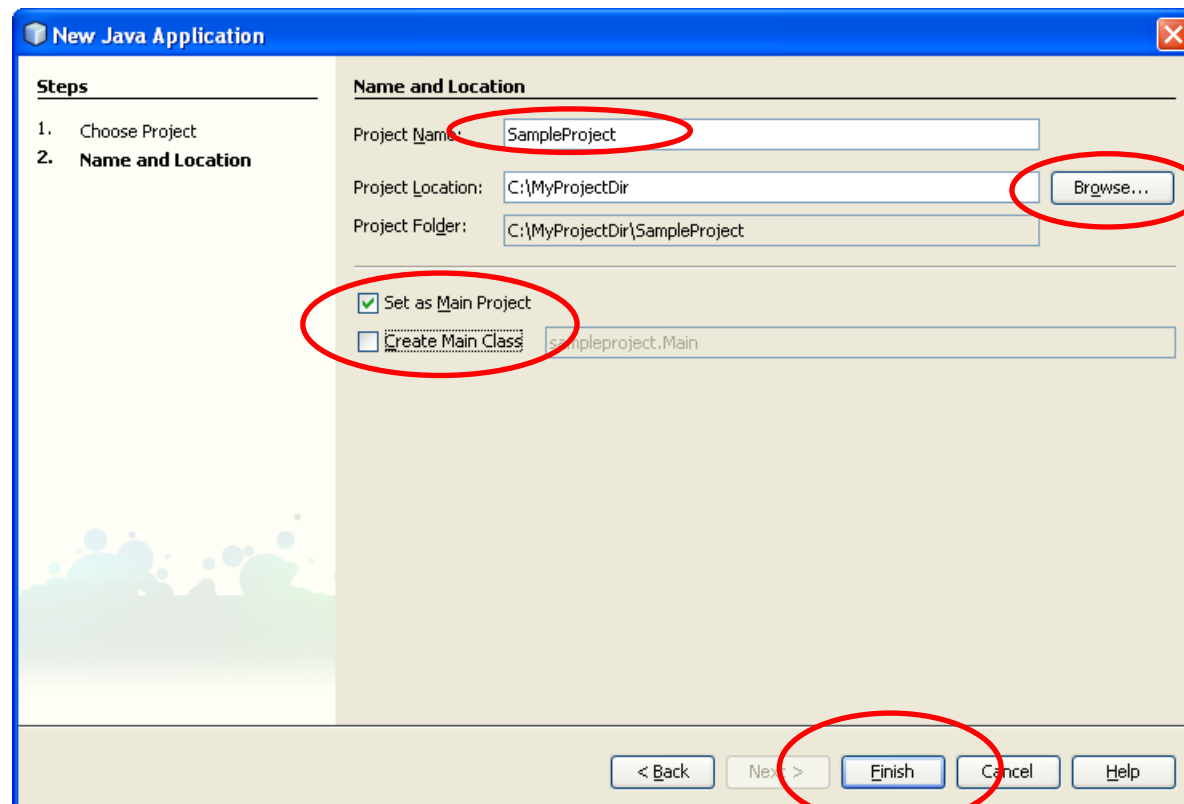 New Java Application
Steps
1. Choose Project
2. Name and Location
Name and Location
Project Name: SampleProject
Project Location: C:\MyProjectDir Browse...
Project Folder: C:\MyProjectDir\SampleProject
Set as Main Project
Create Main Class sampleproject.Main
< Back Next > Finish Cancel Help